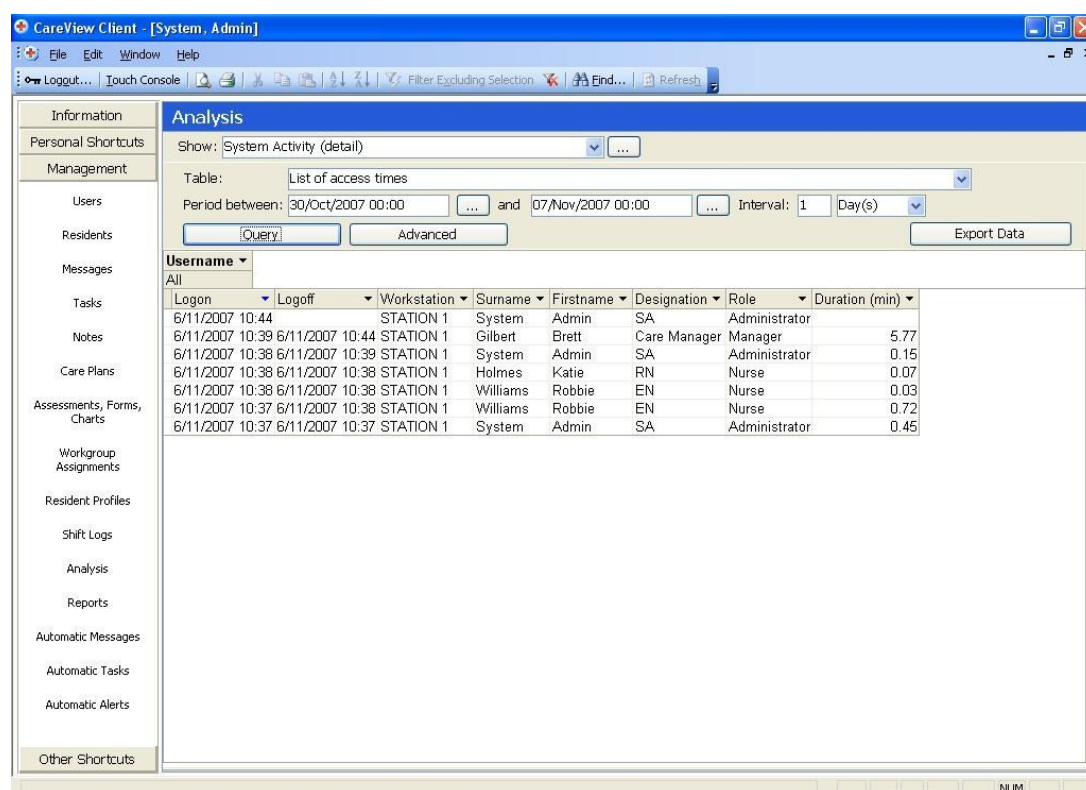 CareView Client - [System, Admin]
File Edit Window Help
Logout... Touch Console Filter Excluding Selection Find... Refresh
Information
Personal Shortcuts
Management
Users
Residents
Messages
Tasks
Notes
Care Plans
Assessments, Forms,
Charts
Workgroup
Assignments
Resident Profiles
Shift Logs
Analysis
Reports
Automatic Messages
Automatic Tasks
Automatic Alerts
Other Shortcuts
Analysis
Show: System Activity (detail) ...
Table: List of access times
Period between: 30/Oct/2007 00:00 ... and 07/Nov/2007 00:00 ... Interval: 1 Day(s)
Query Advanced Export Data
Username
All
Logon Logoff Workstation Surname Firstname Designation Role Duration (min)
6/11/2007 10:44 STATION 1 System Admin SA Administrator
6/11/2007 10:39 6/11/2007 10:44 STATION 1 Gilbert Brett Care Manager Manager 5.77
6/11/2007 10:38 6/11/2007 10:39 STATION 1 System Admin SA Administrator 0.15
6/11/2007 10:38 6/11/2007 10:38 STATION 1 Holmes Katie RN Nurse 0.07
6/11/2007 10:38 6/11/2007 10:38 STATION 1 Williams Robbie EN Nurse 0.03
6/11/2007 10:37 6/11/2007 10:38 STATION 1 Williams Robbie EN Nurse 0.72
6/11/2007 10:37 6/11/2007 10:37 STATION 1 System Admin SA Administrator 0.45
NUM